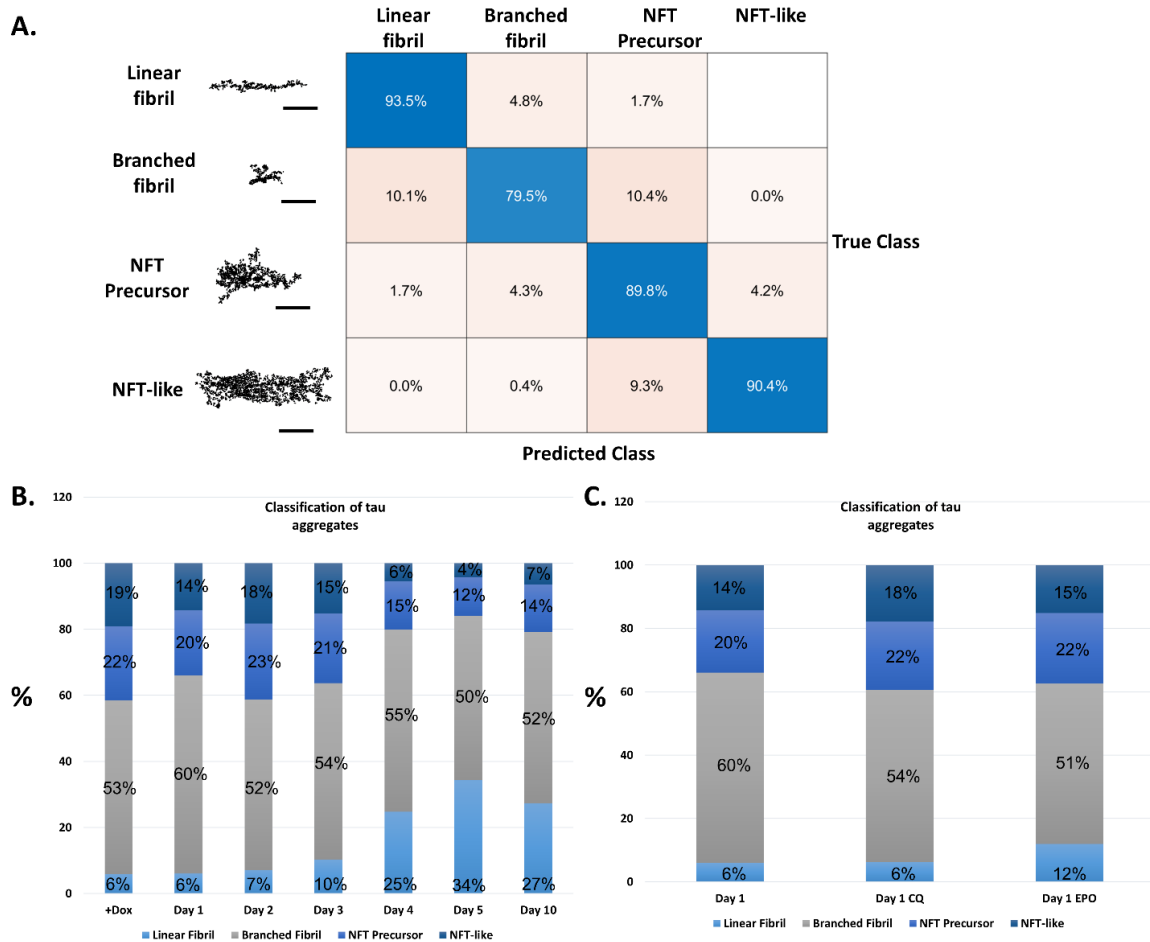 A.
Linear fibril
Branched fibril
NFT Precursor
NFT-like
Linear fibril
93.5%
4.8%
1.7%
Branched fibril
10.1%
79.5%
10.4%
0.0%
True Class
NFT Precursor
1.7%
4.3%
89.8%
4.2%
NFT-like
0.0%
0.4%
9.3%
90.4%
Predicted Class
B.
Classification of tau
aggregates
%
120
100
80
60
40
20
0
19%
14%
18%
15%
6%
4%
7%
22%
20%
23%
21%
15%
12%
14%
53%
60%
52%
54%
55%
50%
52%
6%
6%
7%
10%
25%
34%
27%
+Dox
Day 1
Day 2
Day 3
Day 4
Day 5
Day 10
Linear Fibril
Branched Fibril
NFT Precursor
NFT-like
C.
Classification of tau
aggregates
%
120
100
80
60
40
20
0
14%
18%
15%
20%
22%
22%
60%
54%
51%
6%
6%
12%
Day 1
Day 1 CQ
Day 1 EPO
Linear Fibril
Branched Fibril
NFT Precursor
NFT-like